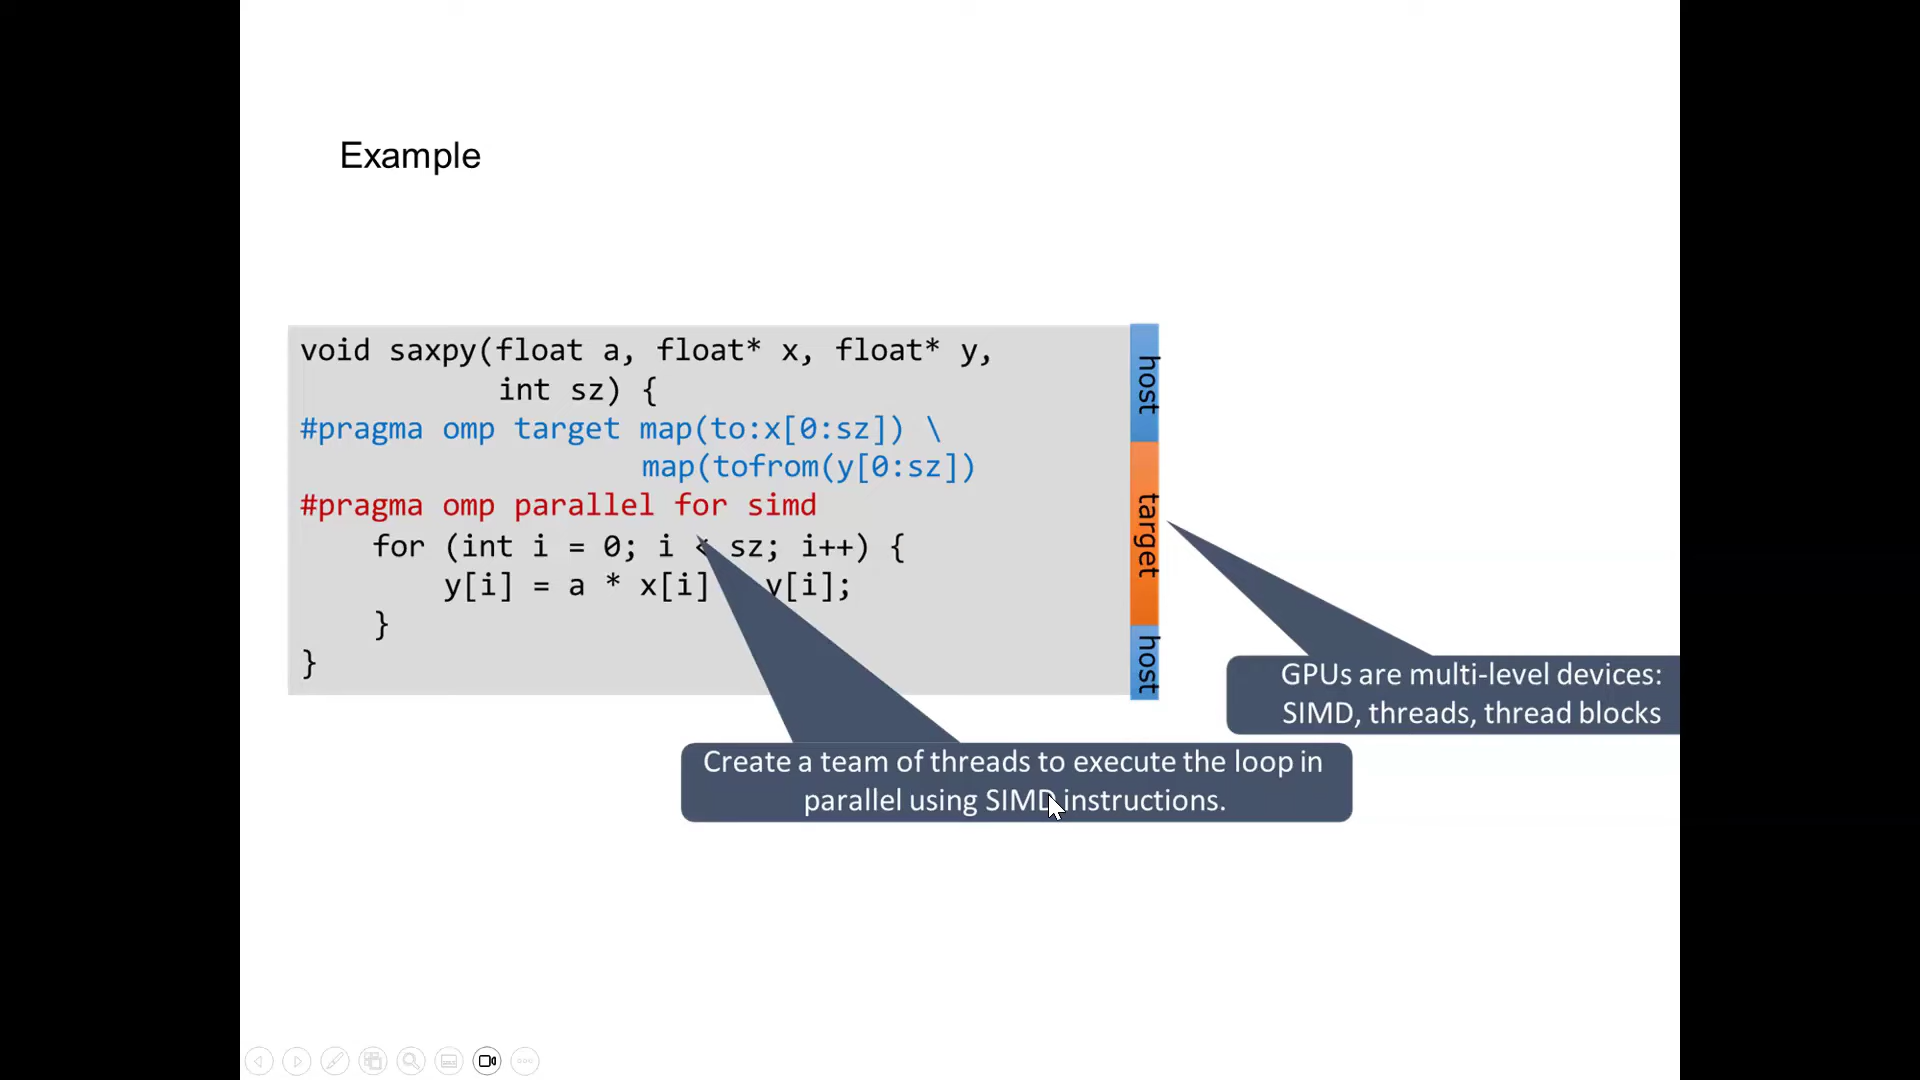 Example
void saxpy(float a, float* x, float* y,
int sz) {
#pragma omp target map(to:x[0:sz]) \
map(tofrom(y[0:sz])
#pragma omp parallel for simd
for (int i = 0; i < sz; i++) {
y[i] = a * x[i] y[i];
}
}
host
target
host
GPUs are multi-level devices:
SIMD, threads, thread blocks
Create a team of threads to execute the loop in
parallel using SIMD instructions.